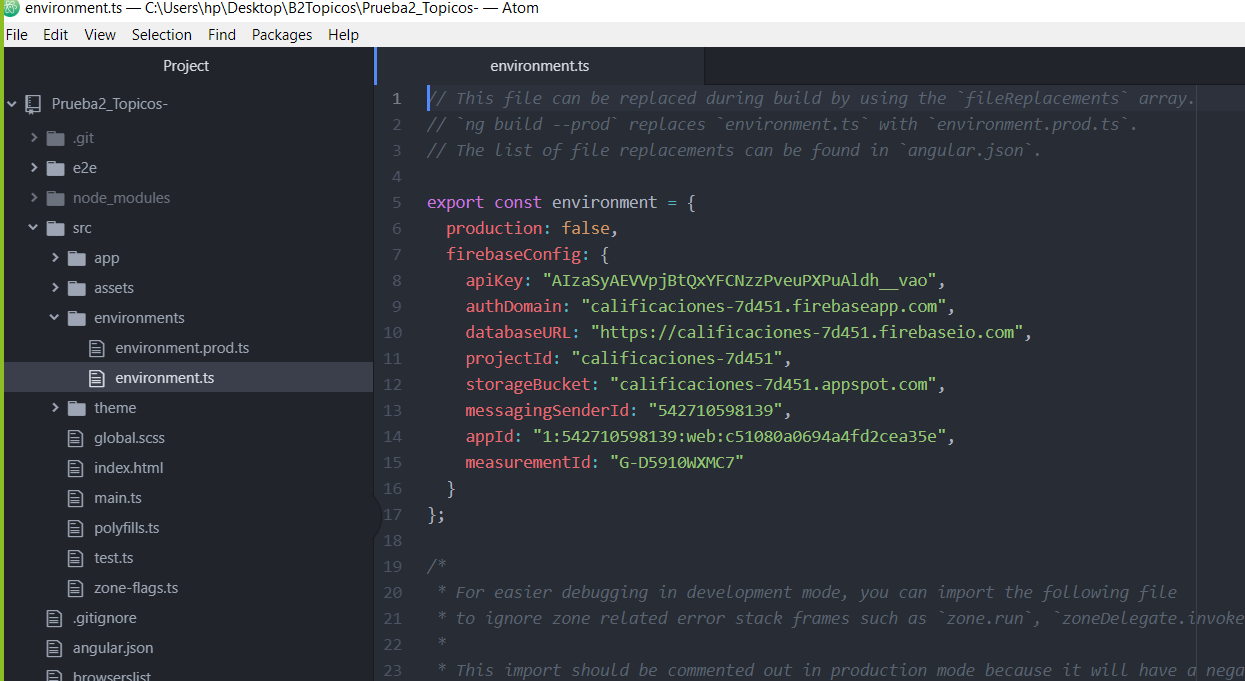 environment.ts — C:\Users\hp\Desktop\B2Topicos\Prueba2_Topicos- — Atom
File Edit View Selection Find Packages Help
Project
Prueba2_Topicos-
.git
e2e
node_modules
src
app
assets
environments
environment.prod.ts
environment.ts
theme
global.scss
index.html
main.ts
polyfills.ts
test.ts
zone-flags.ts
.gitignore
angular.json
browserslist
environment.ts
1 // This file can be replaced during build by using the `fileReplacements` array.
2 // `ng build --prod` replaces `environment.ts` with `environment.prod.ts`.
3 // The list of file replacements can be found in `angular.json`.
4
5 export const environment = {
6 production: false,
7 firebaseConfig: {
8 apiKey: "AIzaSyAEVVpjBtQxYFCNzzPveuPXPuAldh__vao",
9 authDomain: "calificaciones-7d451.firebaseapp.com",
10 databaseURL: "https://calificaciones-7d451.firebaseio.com",
11 projectId: "calificaciones-7d451",
12 storageBucket: "calificaciones-7d451.appspot.com",
13 messagingSenderId: "542710598139",
14 appId: "1:542710598139:web:c51080a0694a4fd2cea35e",
15 measurementId: "G-D5910WXMC7"
16 }
17 };
18
19 /*
20 * For easier debugging in development mode, you can import the following file
21 * to ignore zone related error stack frames such as `zone.run`, `zoneDelegate.invoke
22 *
23 * This import should be commented out in production mode because it will have a nega